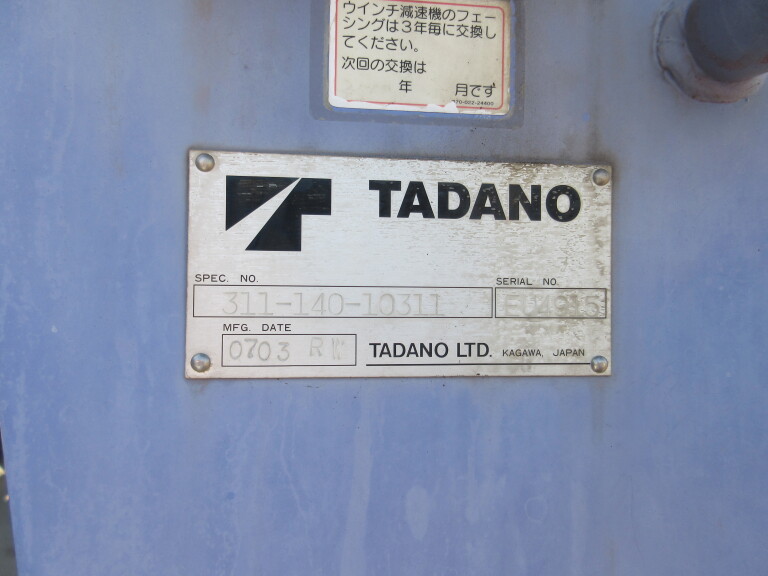 ウインチ減速機のフェー
シングは3年毎に交換し
てください。
次回の交換は
年 月です
TADANO
SPEC. NO.
311-140-10311
SERIAL NO.
MFG. DATE
0703
TADANO LTD. KAGAWA, JAPAN